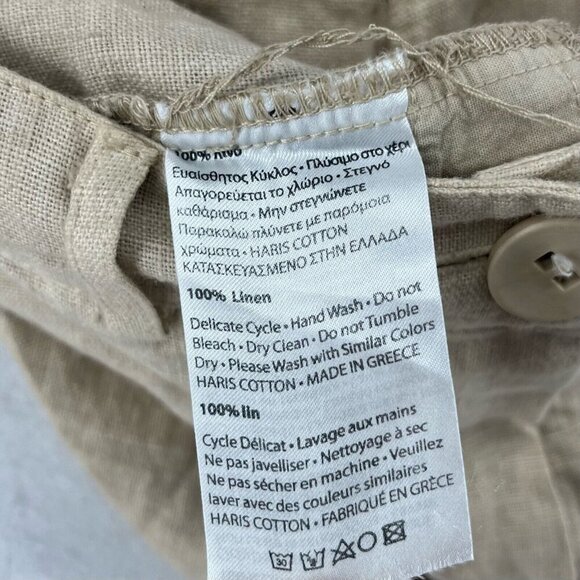 100% λινό
Ευαίσθητος Κύκλος • Πλύσιμο στο χέρι
Απαγορεύεται το χλώριο • Στεγνό
καθάρισμα • Μην στεγνώνετε
Παρακαλώ πλύνετε με παρόμοια
χρώματα • HARIS COTTON
ΚΑΤΑΣΚΕΥΑΣΜΕΝΟ ΣΤΗΝ ΕΛΛΑΔΑ
100% Linen
Delicate Cycle • Hand Wash • Do not
Bleach • Dry Clean • Do not Tumble
Dry • Please Wash with Similar Colors
HARIS COTTON • MADE IN GREECE
100% lin
Cycle Délicat • Lavage aux mains
Ne pas javelliser • Nettoyage à sec
Ne pas sécher en machine • Veuillez
laver avec des couleurs similaires
HARIS COTTON • FABRIQUÉ EN GRÈCE
30